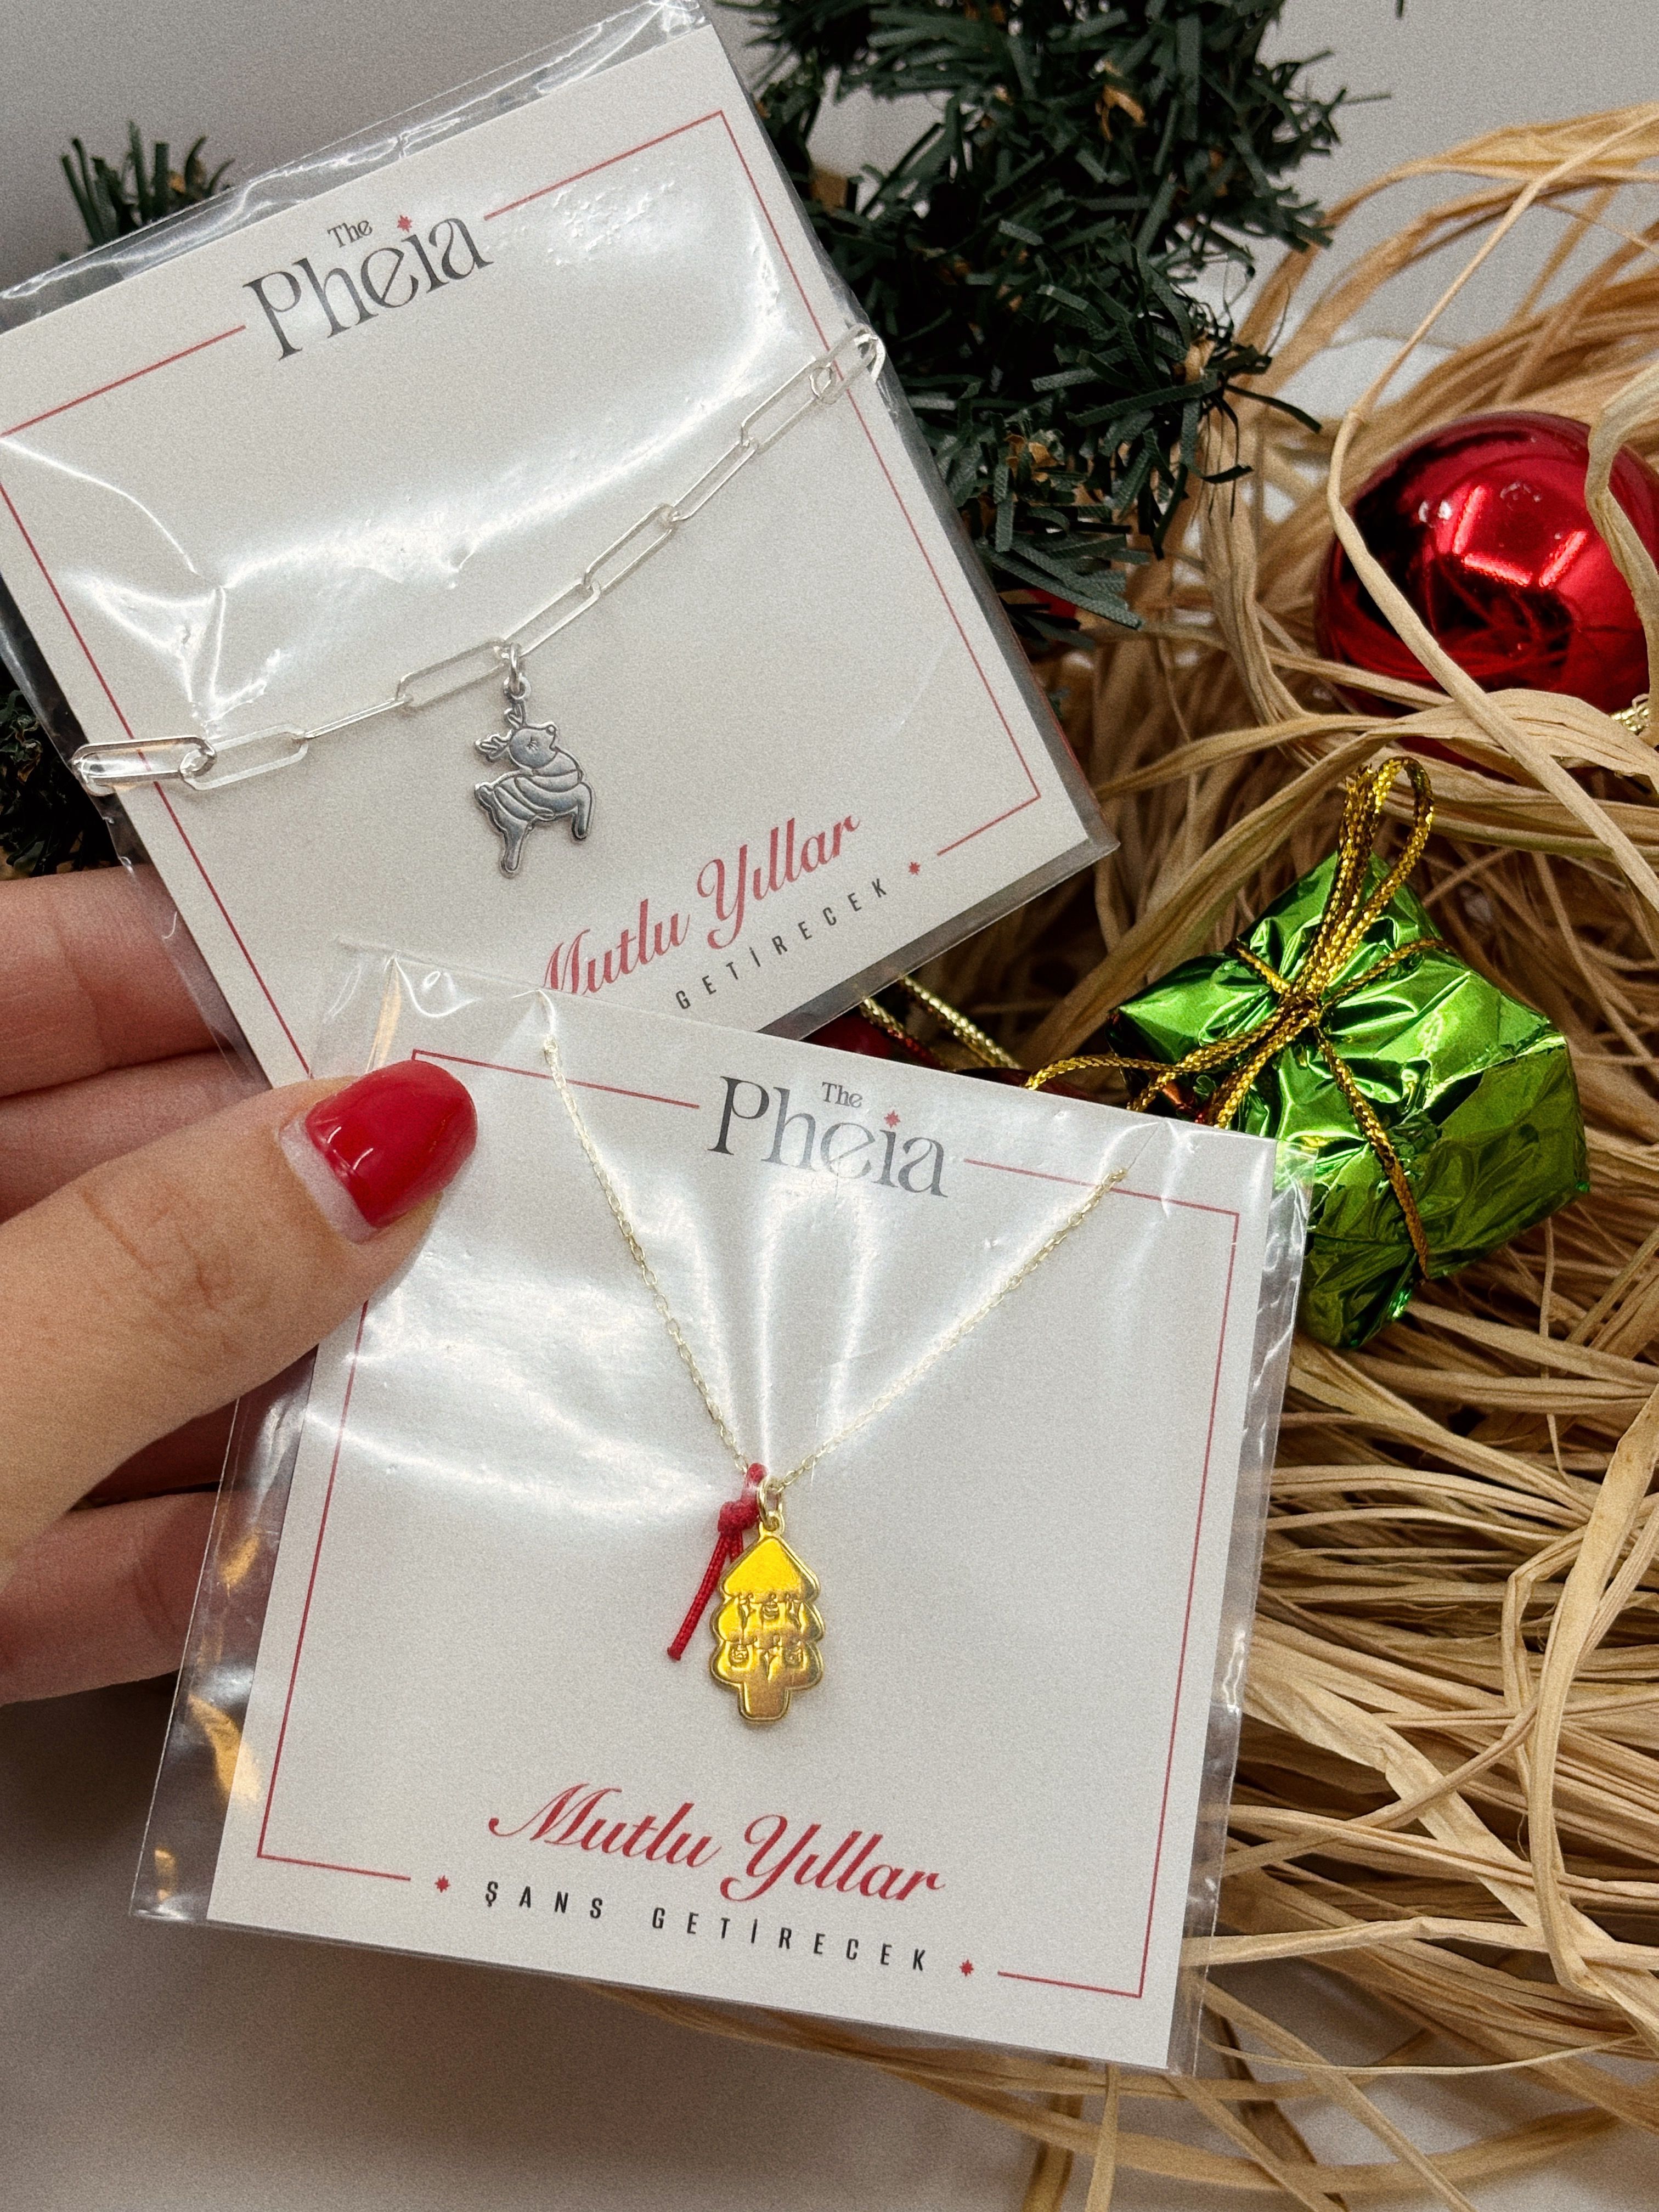 The
Pheia
Mutlu Yıllar
GETİRECEK
The
Pheia
Mutlu Yıllar
ŞANS GETİRECEK